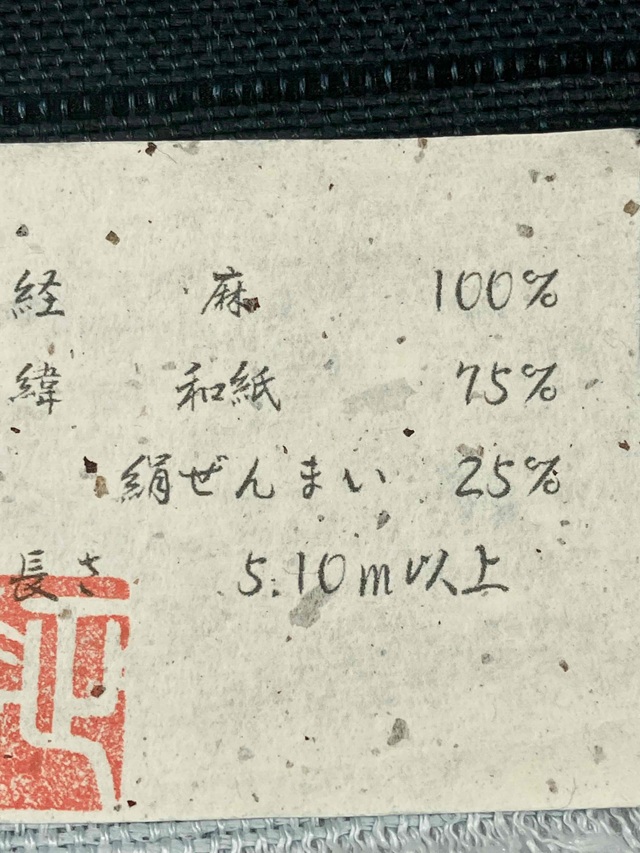 経 麻 100%
緯 和紙 75%
絹ぜんまい 25%
長さ 5.10m以上